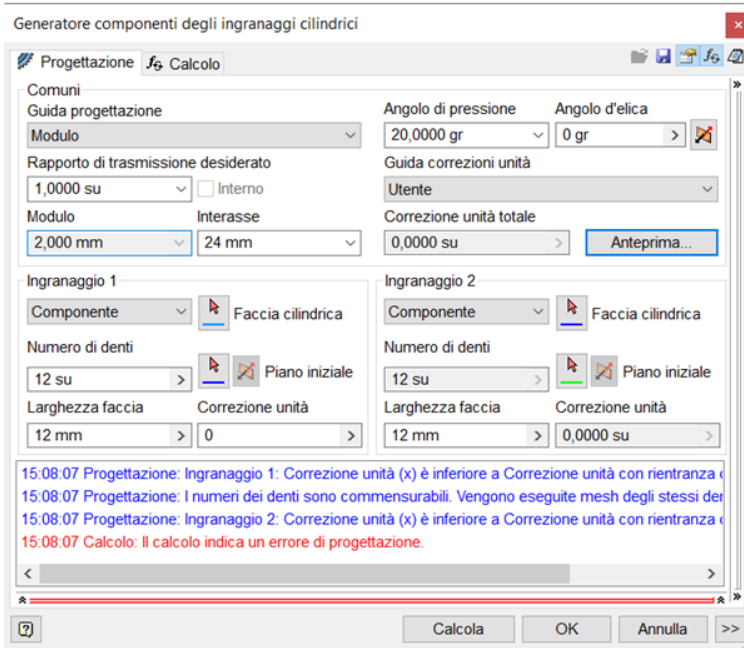 Generatore componenti degli ingranaggi cilindrici
Progettazione
Calcolo
Comuni
Guida progettazione
Modulo
Angolo di pressione
Angolo d'elica
20,0000 gr
0 gr
Rapporto di trasmissione desiderato
1,0000 su
Interno
Guida correzioni unità
Utente
Modulo
Interasse
2,000 mm
24 mm
Correzione unità totale
0,0000 su
Anteprima...
Ingranaggio 1
Componente
Faccia cilindrica
Numero di denti
12 su
Piano iniziale
Larghezza faccia
Correzione unità
12 mm
0
Ingranaggio 2
Componente
Faccia cilindrica
Numero di denti
12 su
Piano iniziale
Larghezza faccia
Correzione unità
12 mm
0,0000 su
15:08:07 Progettazione: Ingranaggio 1: Correzione unità (x) è inferiore a Correzione unità con rientranza
15:08:07 Progettazione: I numeri dei denti sono commensurabili. Vengono eseguite mesh degli stessi
15:08:07 Progettazione: Ingranaggio 2: Correzione unità (x) è inferiore a Correzione unità con rientranza
15:08:07 Calcolo: Il calcolo indica un errore di progettazione.
Calcola
OK
Annulla
>>